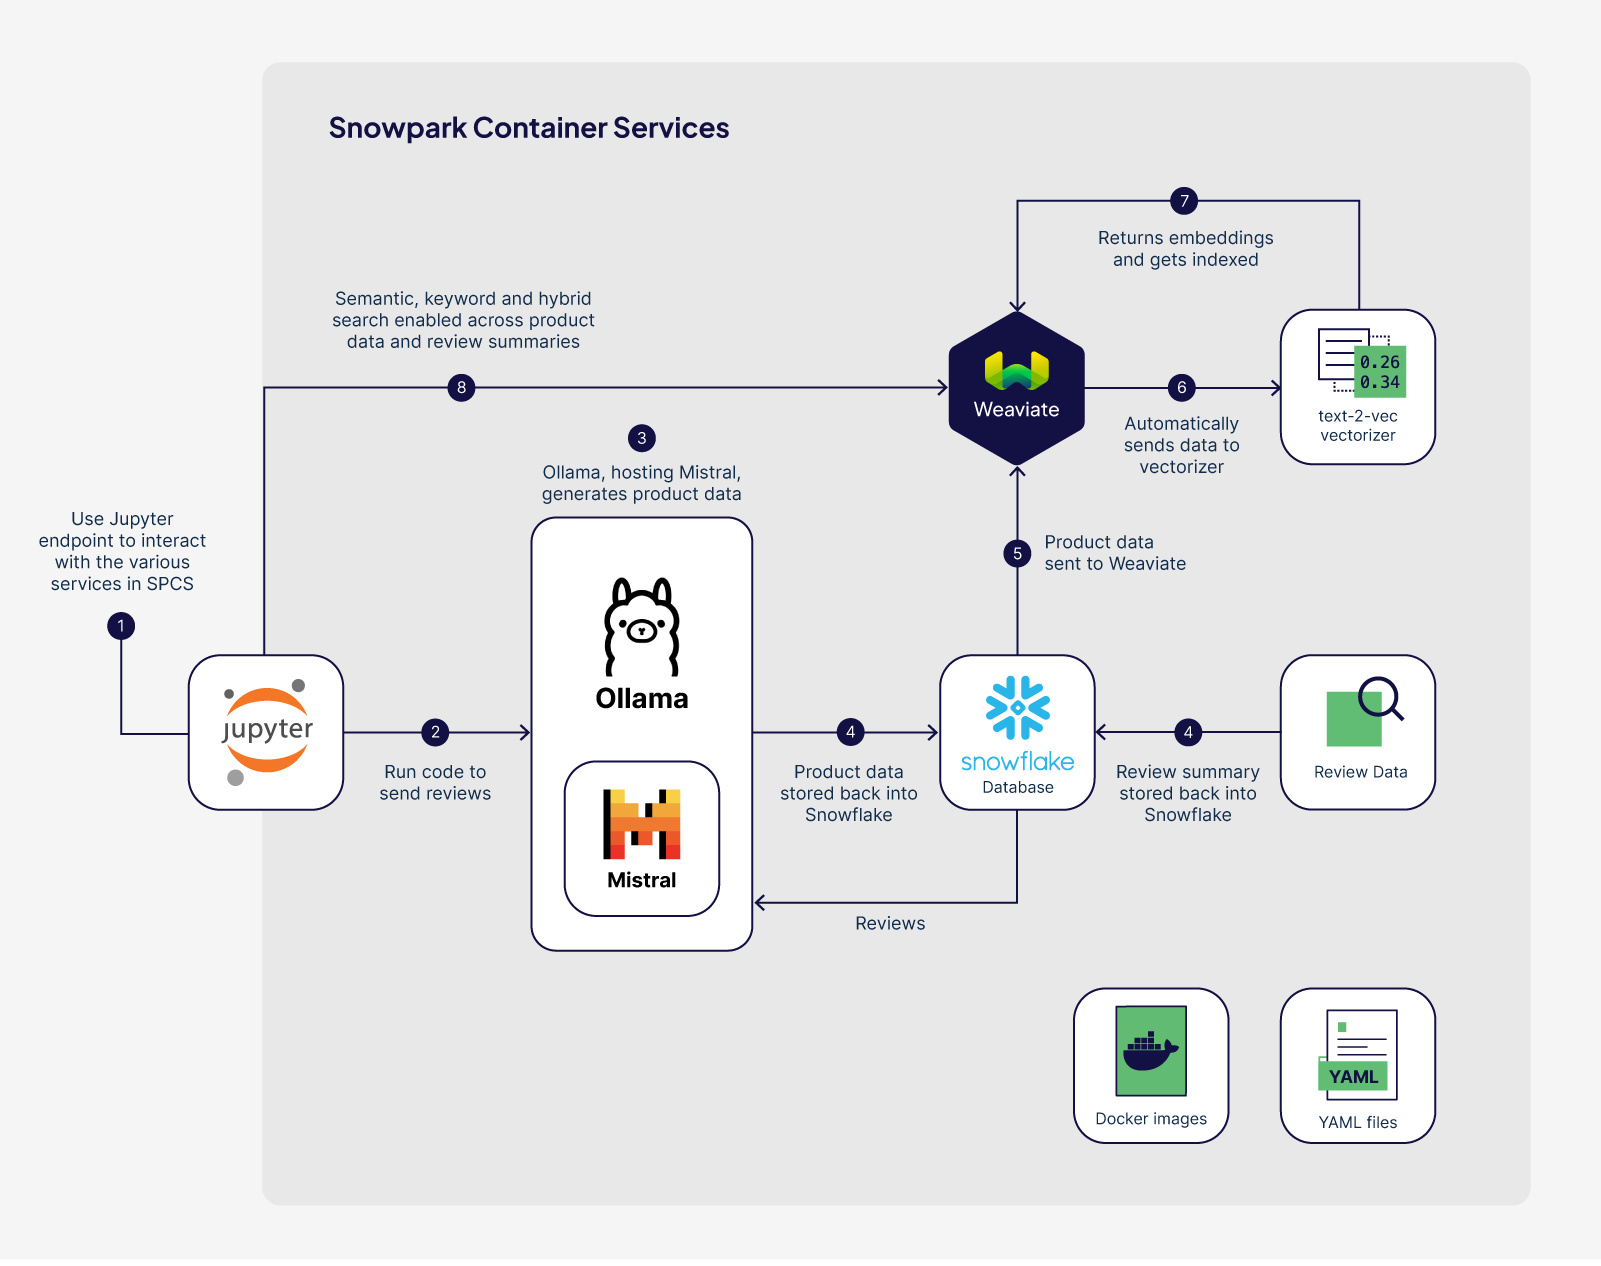 Snowpark Container Services
7
Returns embeddings
and gets indexed
Semantic, keyword and hybrid
search enabled across product
data and review summaries
8
Weaviate
6
Automatically
sends data to
vectorizer
0.26
0.34
text-2-vec
vectorizer
3
Ollama, hosting Mistral,
generates product data
Use Jupyter
endpoint to interact
with the various
services in SPCS
1
5
Product data
sent to Weaviate
jupyter
2
Run code to
send reviews
Ollama
Mistral
4
Product data
stored back into
Snowflake
snowflake
Database
4
Review summary
stored back into
Snowflake
Review Data
Reviews
Docker images
YAML
YAML files